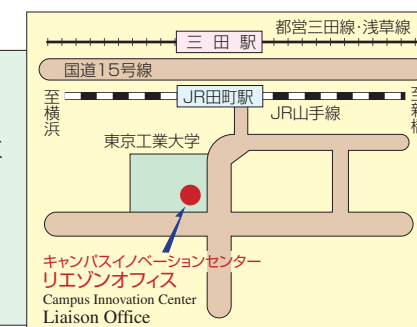 都営三田線・浅草線
三田駅
国道15号線
至横浜
JR田町駅
JR山手線
東京工業大学
キャンパスイノベーションセンター
リエゾンオフィス
Campus Innovation Center
Liaison Office